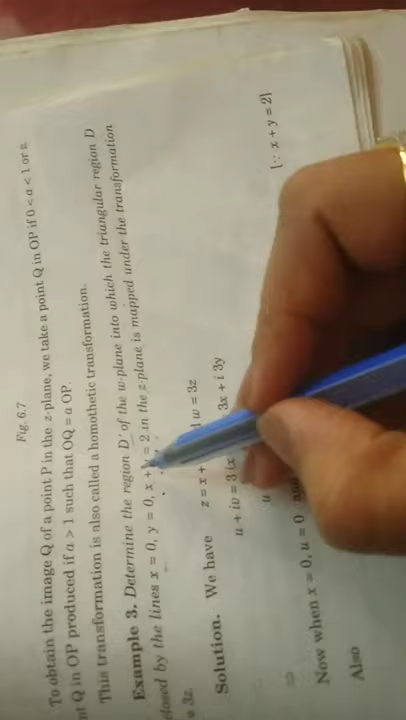 Fig. 6.7
To obtain the image Q of a point P in the z-plane, we take a point Q in OP if 0 < a < 1 or a
nt Q in OP produced if a > 1 such that OQ = a OP.
This transformation is also called a homothetic transformation.
Example 3. Determine the region D' of the w-plane into which the triangular region D
closed by the lines x = 0, y = 0, x + y = 2 in the z-plane is mapped under the transformation
= 3z.
Solution. We have z = x + w = 3z
u + iv = 3(x 3x + i 3y
u [∵ x + y = 2]
⇒
Now when x = 0, u = 0 and
Also